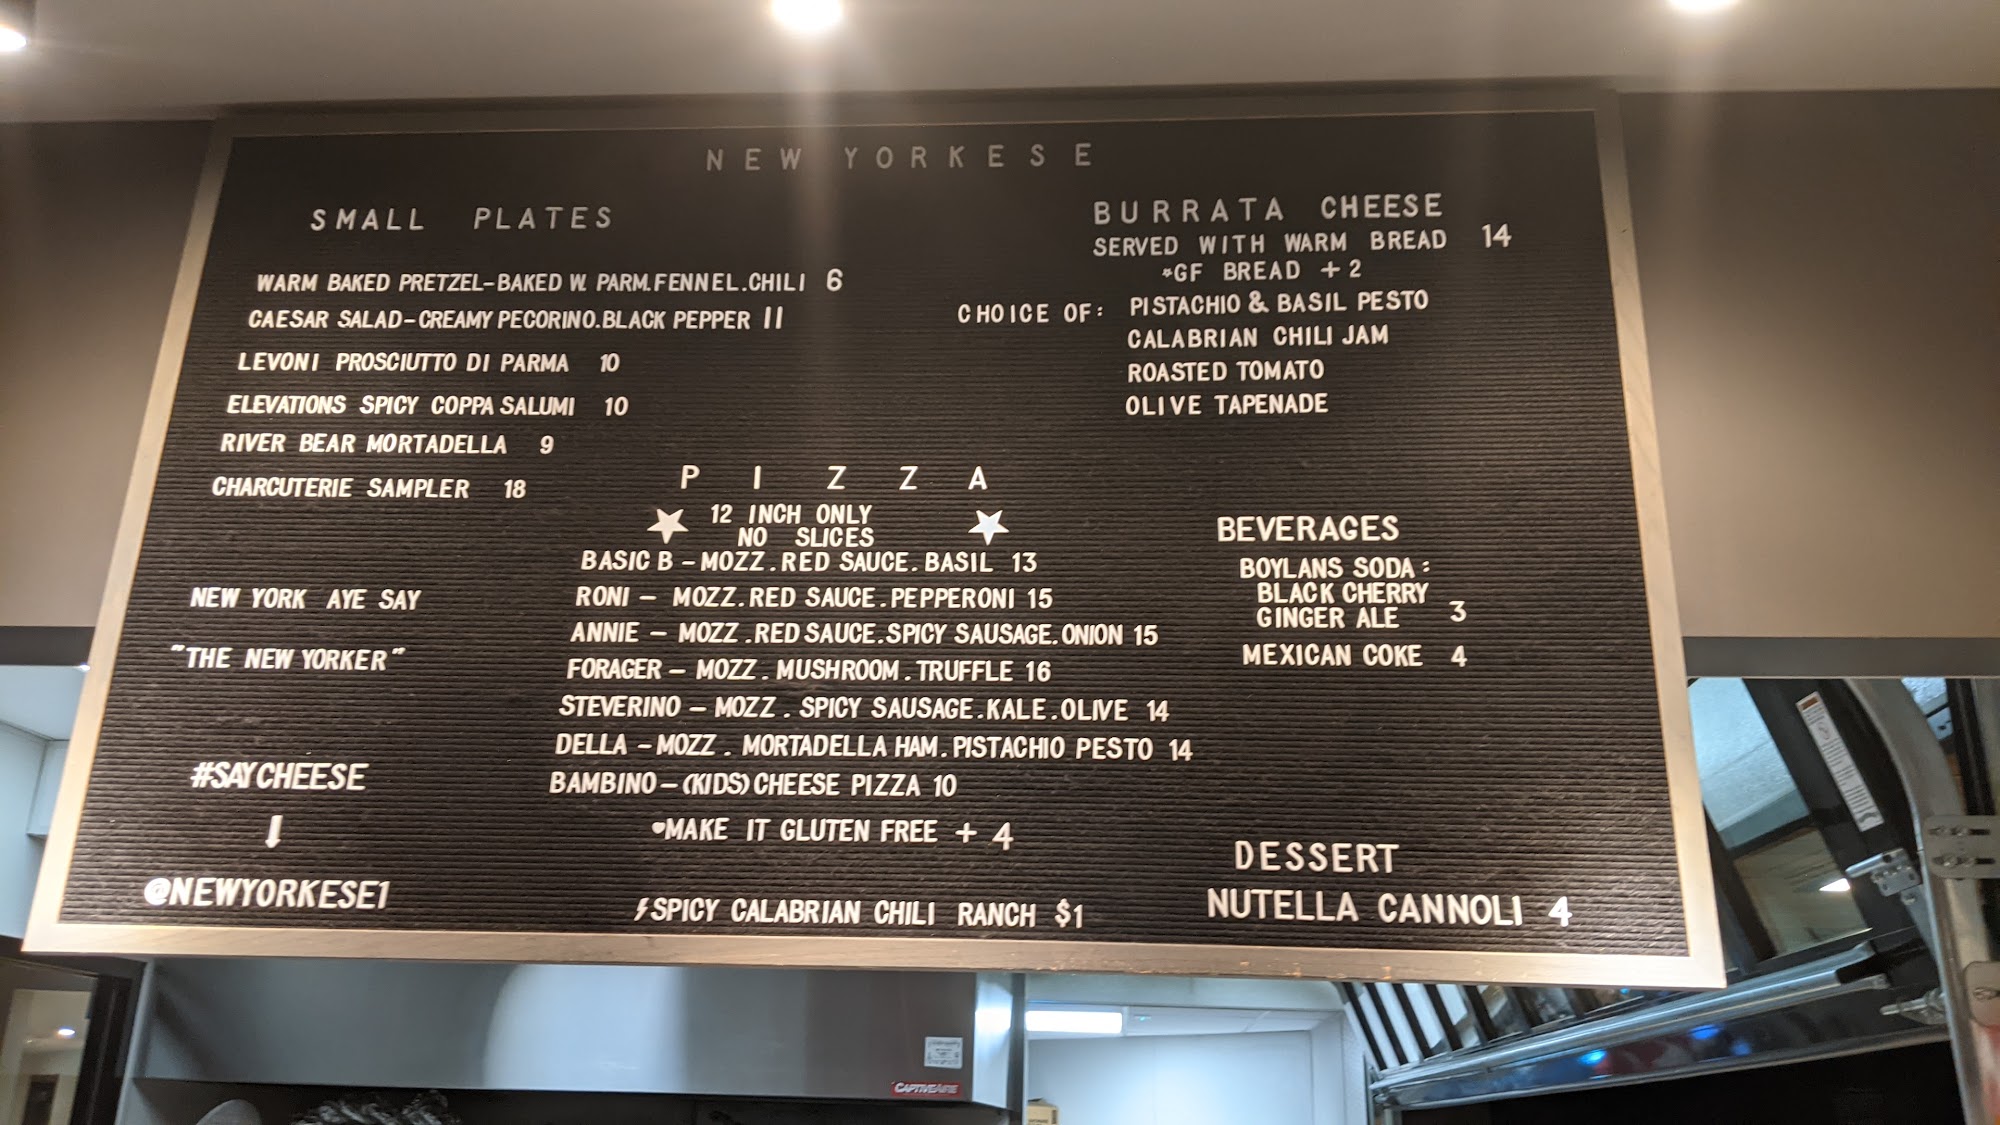 NEW YORKESE
SMALL PLATES
WARM BAKED PRETZEL-BAKED W. PARM.FENNEL.CHILI 6
CAESAR SALAD-CREAMY PECORINO.BLACK PEPPER 11
LEVONI PROSCIUTTO DI PARMA 10
ELEVATIONS SPICY COPPA SALUMI 10
RIVER BEAR MORTADELLA 9
CHARCUTERIE SAMPLER 18
BURRATA CHEESE
SERVED WITH WARM BREAD 14
*GF BREAD +2
CHOICE OF: PISTACHIO & BASIL PESTO
CALABRIAN CHILI JAM
ROASTED TOMATO
OLIVE TAPENADE
PIZZA
12 INCH ONLY
NO SLICES
BASIC B - MOZZ.RED SAUCE.BASIL 13
RONI - MOZZ.RED SAUCE.PEPPERONI 15
ANNIE - MOZZ.RED SAUCE.SPICY SAUSAGE.ONION 15
FORAGER - MOZZ.MUSHROOM.TRUFFLE 16
STEVERINO - MOZZ.SPICY SAUSAGE.KALE.OLIVE 14
DELLA - MOZZ.MORTADELLA HAM.PISTACHIO PESTO 14
BAMBINO - (KIDS) CHEESE PIZZA 10
MAKE IT GLUTEN FREE + 4
SPICY CALABRIAN CHILI RANCH $1
NEW YORK AYE SAY
"THE NEW YORKER"
#SAYCHEESE
@NEWYORKESE1
BEVERAGES
BOYLANS SODA:
BLACK CHERRY
GINGER ALE 3
MEXICAN COKE 4
DESSERT
NUTELLA CANNOLI 4
CAPTIVEAIRE